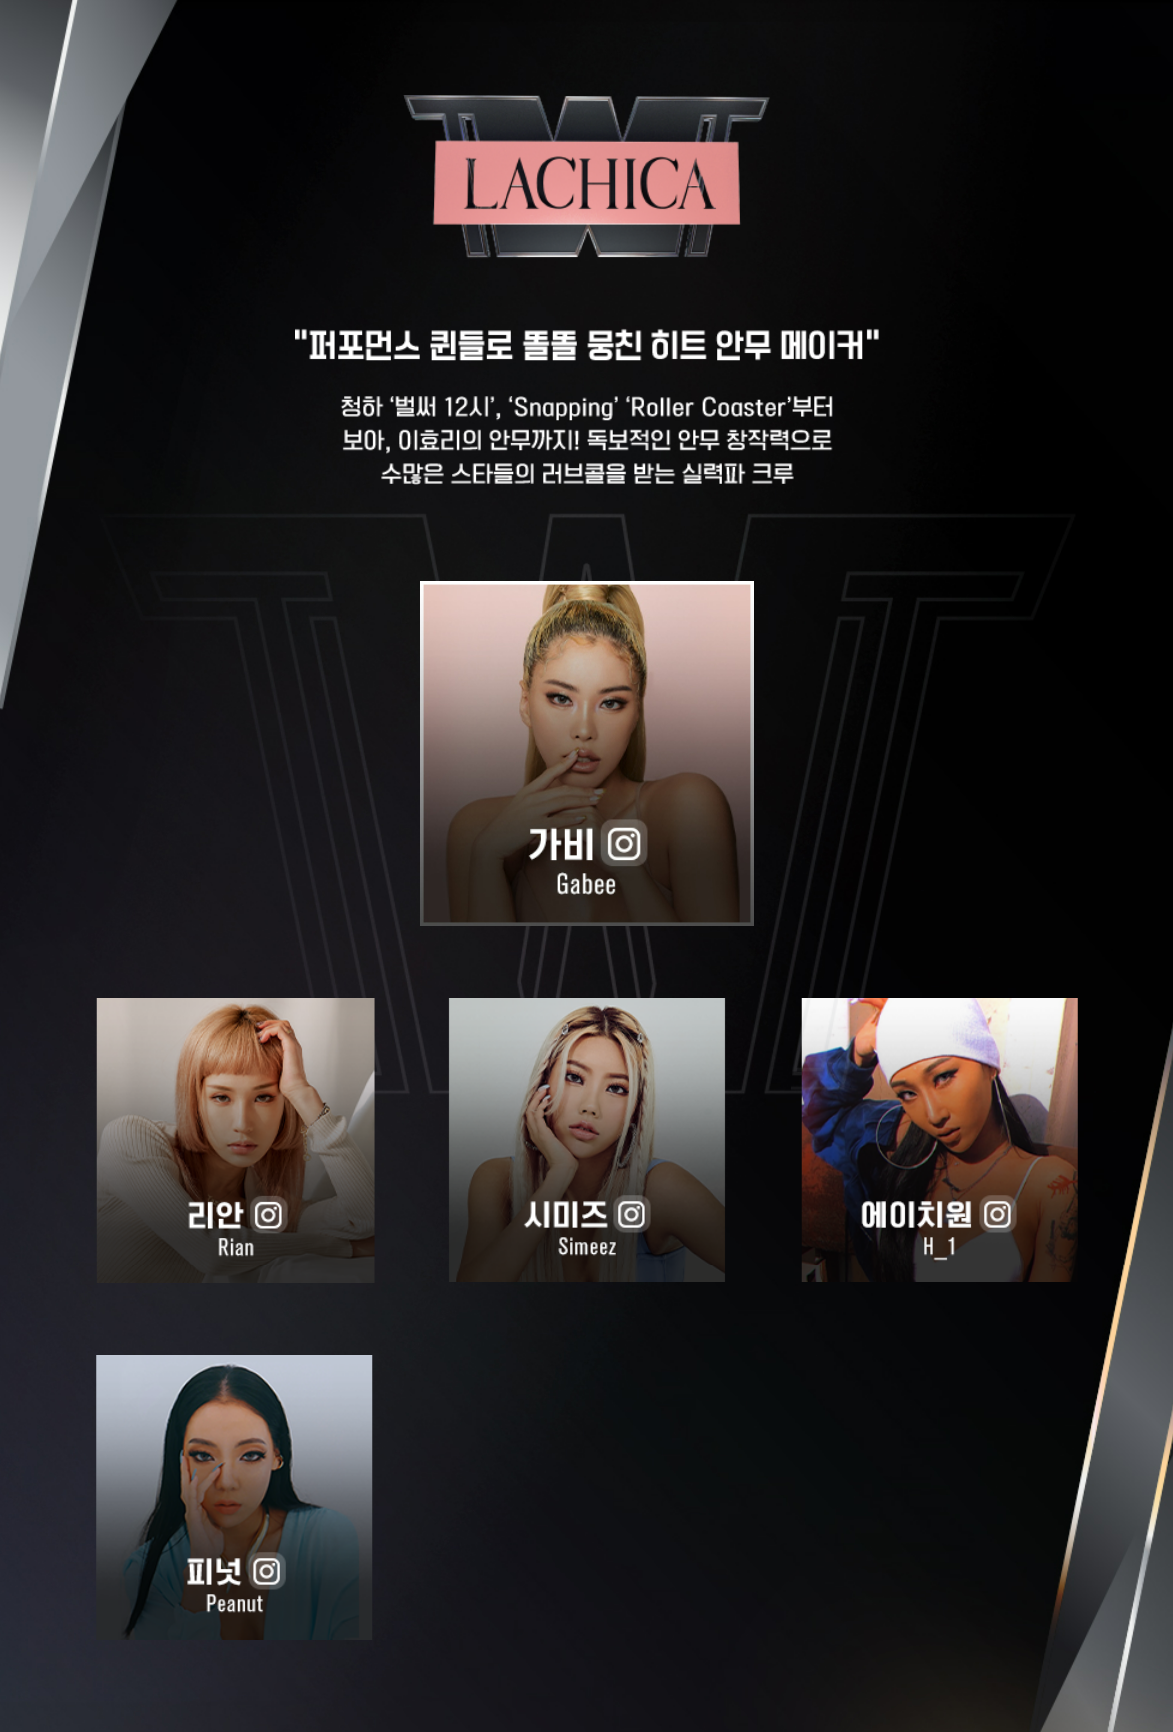 LACHICA
"퍼포먼스 퀸들로 똘똘 뭉친 히트 안무 메이커"
청하 ‘벌써 12시’, ‘Snapping’ ‘Roller Coaster’부터
보아, 이효리의 안무까지! 독보적인 안무 창작력으로
수많은 스타들의 러브콜을 받는 실력파 크루
가비
Gabee
리안
Rian
시미즈
Simeez
에이치원
H_1
피넛
Peanut